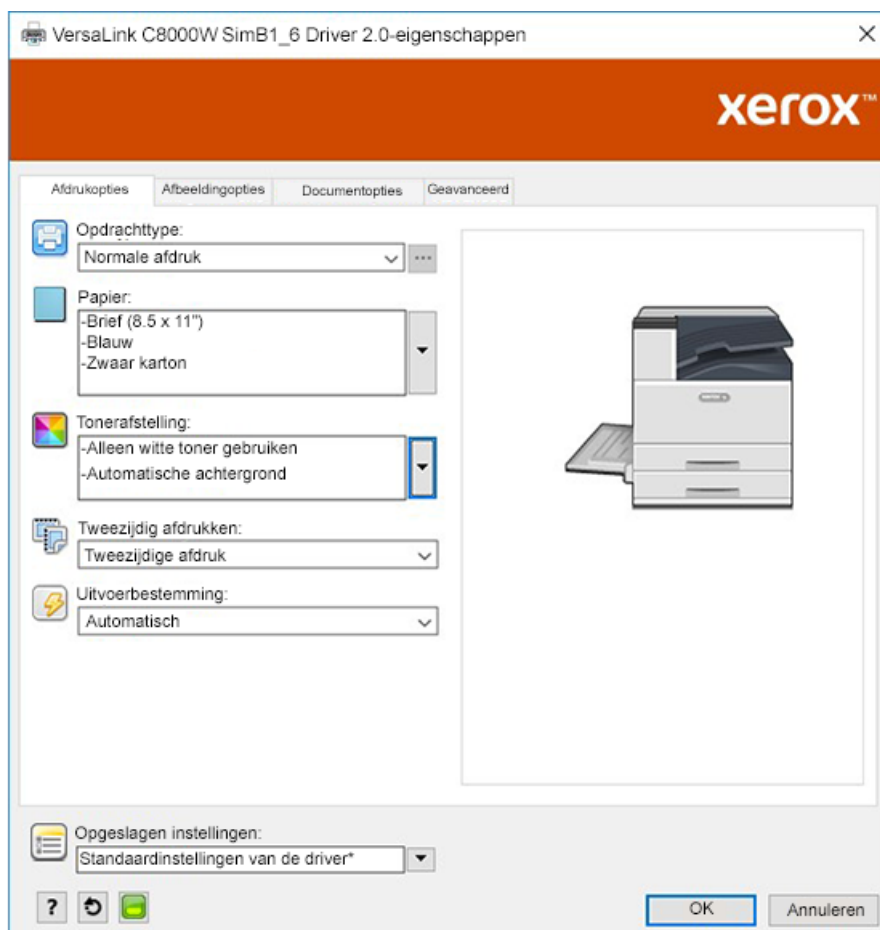 VersaLink C8000W SimB1_6 Driver 2.0-eigenschappen
xerox™
Afdrukopties Afbeeldingopties Documentopties Geavanceerd
Opdrachttype:
Normale afdruk
Papier:
-Brief (8.5 x 11")
-Blauw
-Zwaar karton
Tonerafstelling:
-Alleen witte toner gebruiken
-Automatische achtergrond
Tweezijdig afdrukken:
Tweezijdige afdruk
Uitvoerbestemming:
Automatisch
Opgeslagen instellingen:
Standaardinstellingen van de driver*
?
OK Annuleren